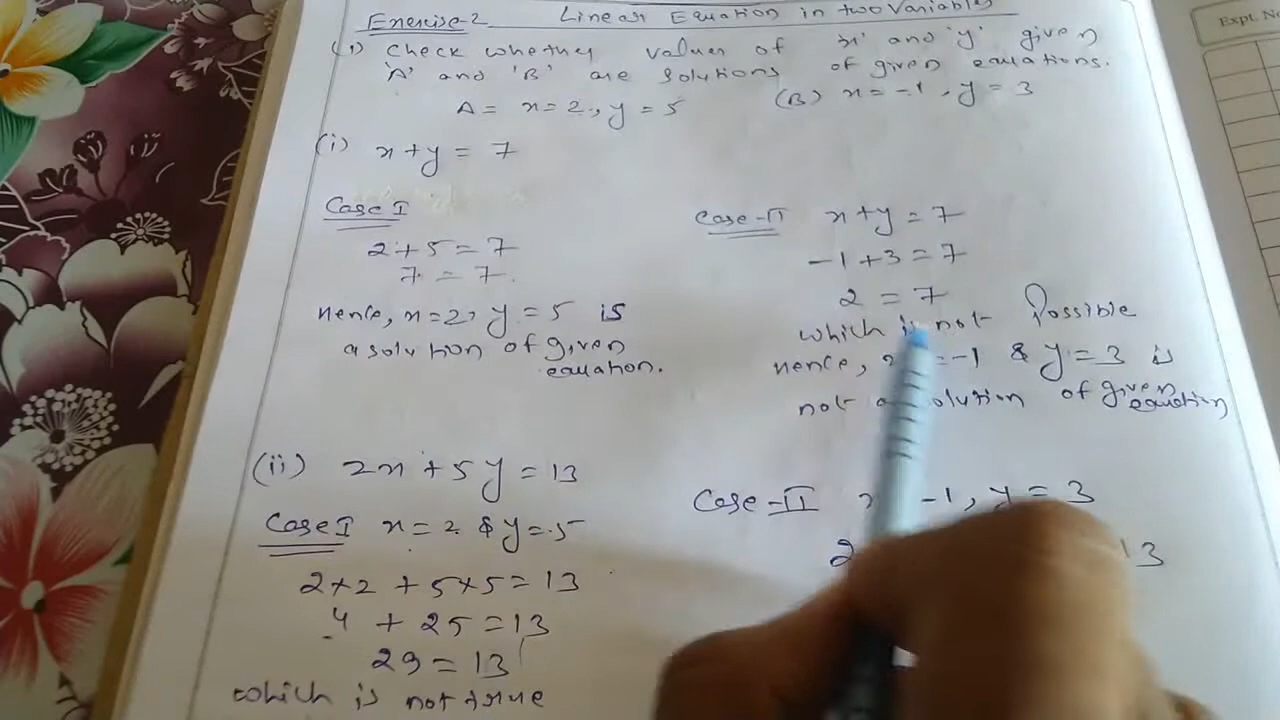 Exercise-2 Linear Equation in two Variables
(1) Check whether values of 'x' and 'y' given
'A' and 'B' are solutions of given equations.
A = x=2, y = 5 (B) x = -1, y = 3
(i) x+y = 7
Case I
2+5 = 7
7 = 7
hence, x=2, y = 5 is
a solution of given
equation.
Case-II x+y = 7
-1+3 = 7
2 = 7
which is not Possible
hence, = -1 & y = 3 is
not a of given
equation
(ii) 2x + 5y = 13
Case I x = 2 & y = 5
2×2 + 5×5 = 13
4 + 25 = 13
29 = 13
which is not true
Case-II x -1, y = 3
2 13
Expt. No